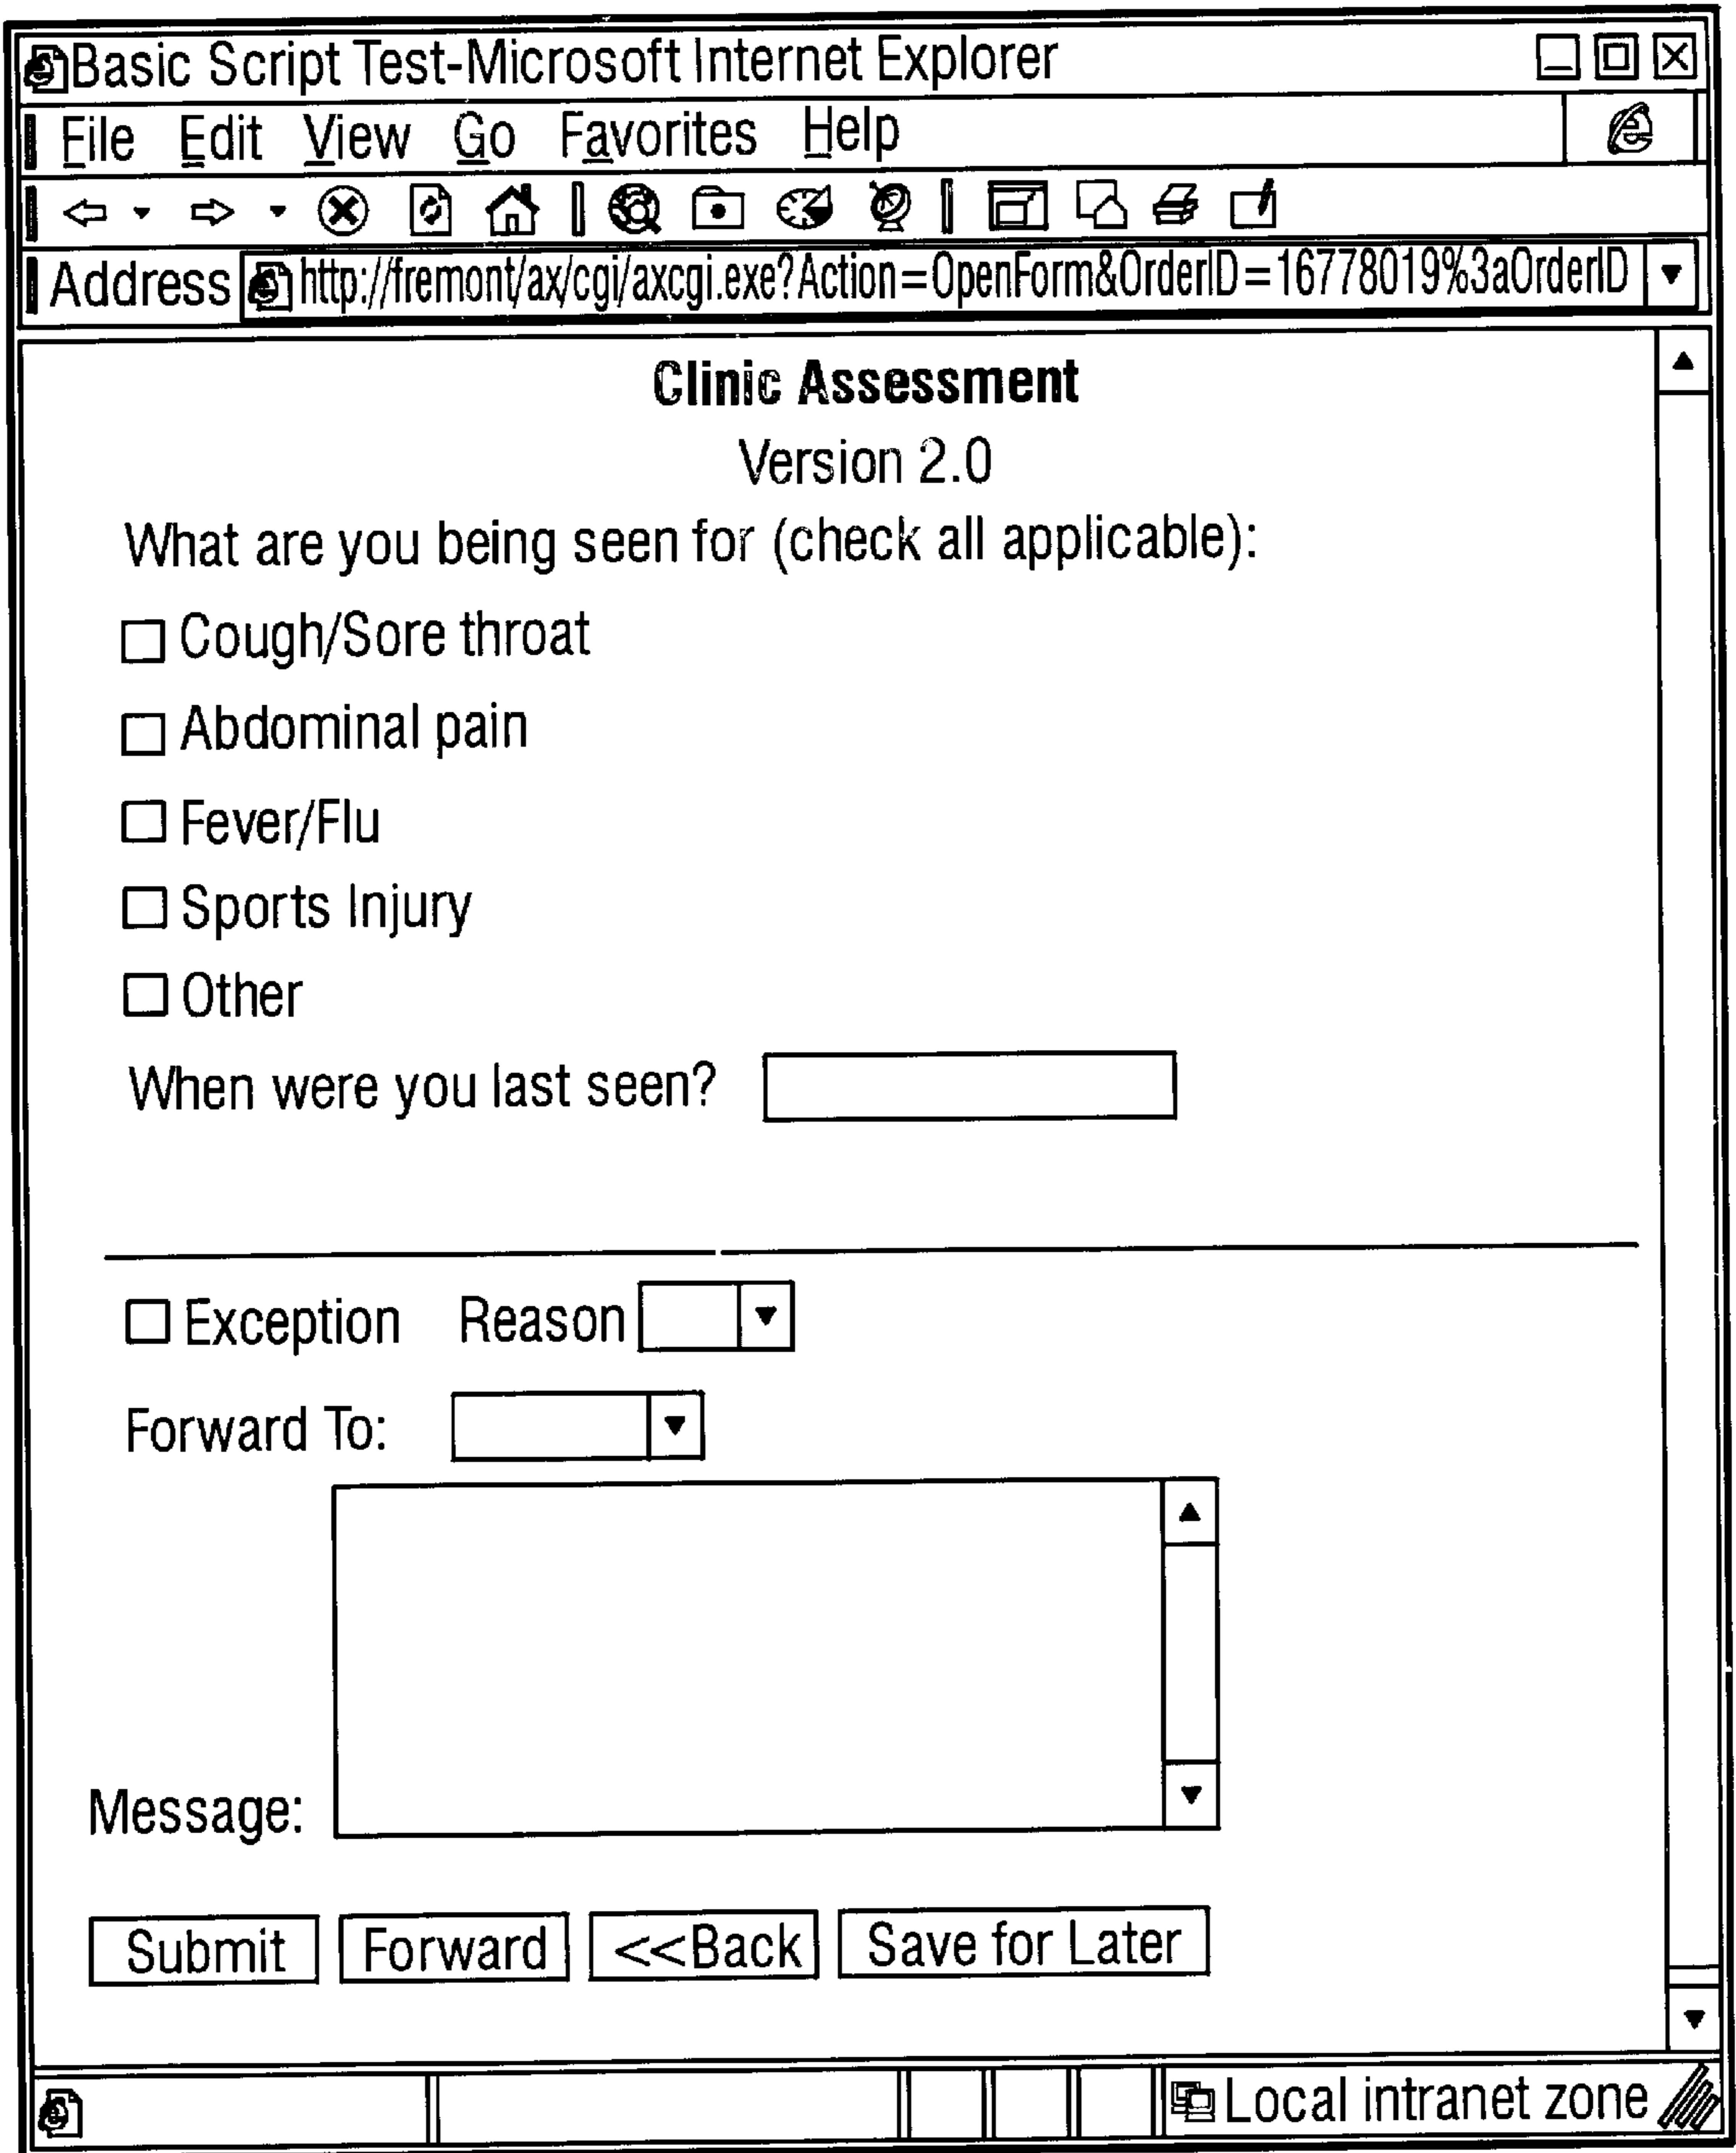 Basic Script Test-Microsoft Internet Explorer
File Edit View Go Favorites Help
Address http://fremont/ax/cgi/axcgi.exe?Action=OpenForm&OrderID=16778019%3aOrderID
Clinic Assessment
Version 2.0
What are you being seen for (check all applicable):
Cough/Sore throat
Abdominal pain
Fever/Flu
Sports Injury
Other
When were you last seen?
Exception Reason
Forward To:
Message:
Submit Forward <<Back Save for Later
Local intranet zone